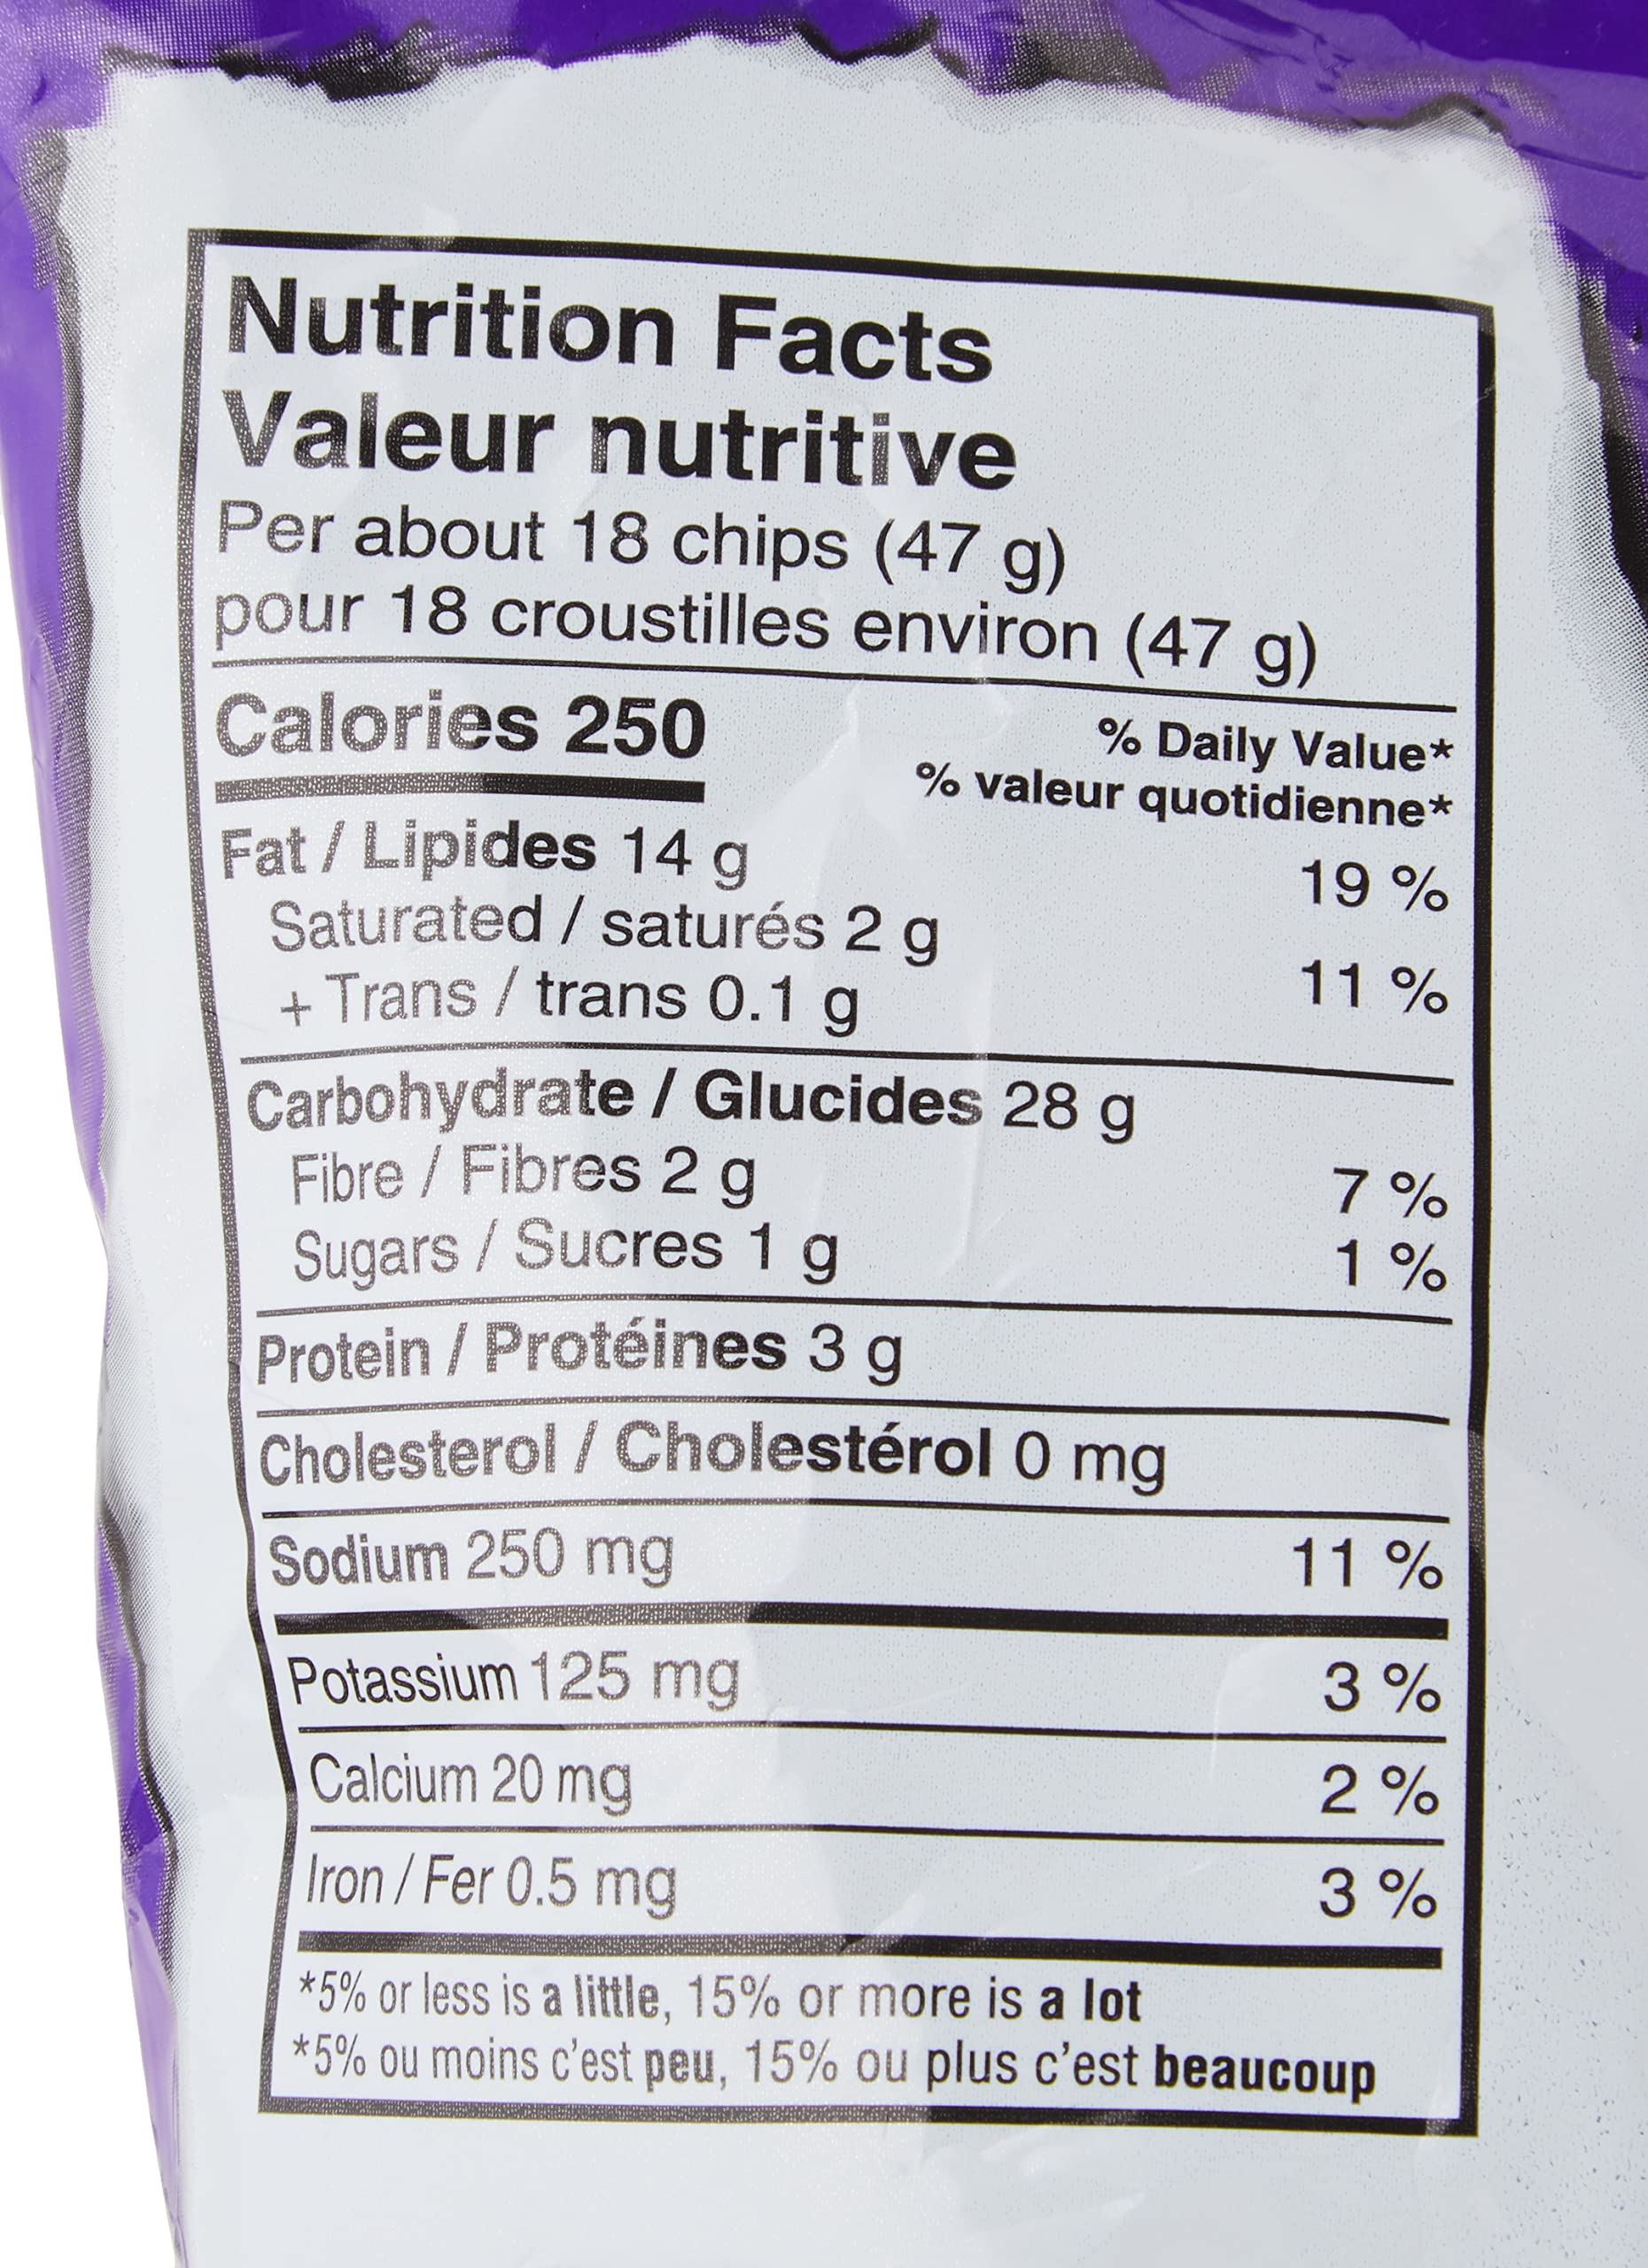 Nutrition Facts
Valeur nutritive
Per about 18 chips (47 g)
pour 18 croustilles environ (47 g)
Calories 250
% Daily Value*
% valeur quotidienne*
Fat / Lipides 14 g 19 %
Saturated / saturés 2 g
+ Trans / trans 0.1 g 11 %
Carbohydrate / Glucides 28 g
Fibre / Fibres 2 g 7 %
Sugars / Sucres 1 g 1 %
Protein / Protéines 3 g
Cholesterol / Cholestérol 0 mg
Sodium 250 mg 11 %
Potassium 125 mg 3 %
Calcium 20 mg 2 %
Iron / Fer 0.5 mg 3 %
*5% or less is a little, 15% or more is a lot
*5% ou moins c'est peu, 15% ou plus c'est beaucoup